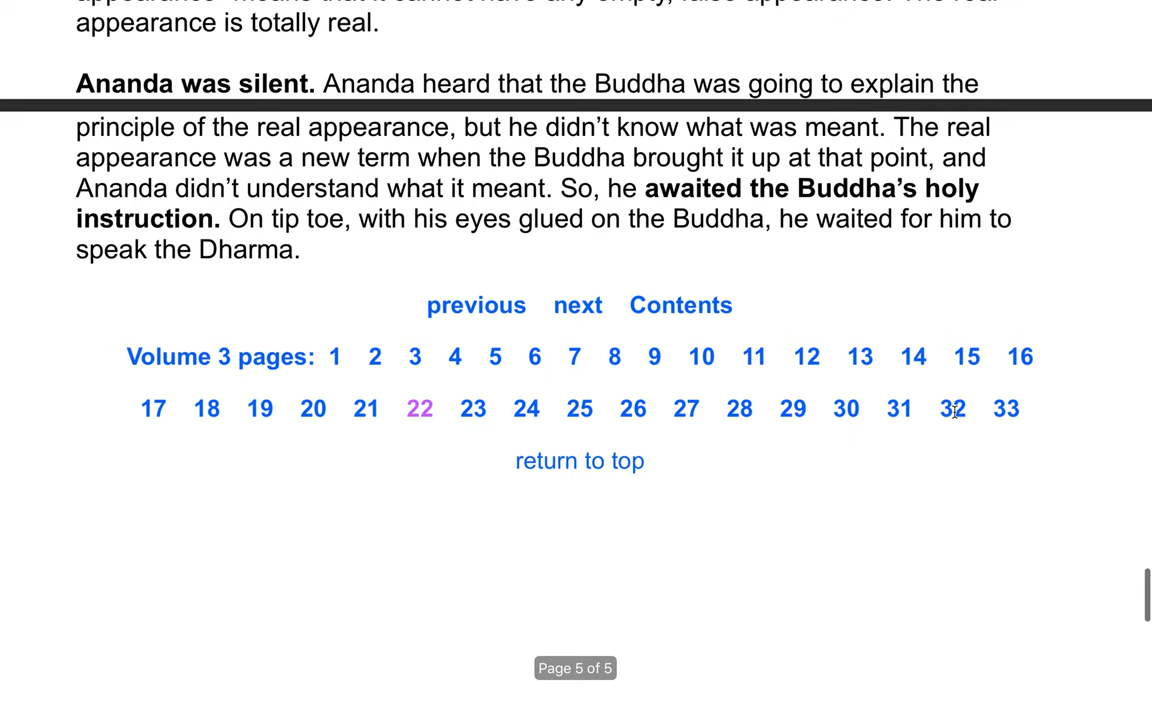 appearance is totally real.
Ananda was silent. Ananda heard that the Buddha was going to explain the
principle of the real appearance, but he didn’t know what was meant. The real
appearance was a new term when the Buddha brought it up at that point, and
Ananda didn’t understand what it meant. So, he awaited the Buddha’s holy
instruction. On tip toe, with his eyes glued on the Buddha, he waited for him to
speak the Dharma.
previous next Contents
Volume 3 pages: 1 2 3 4 5 6 7 8 9 10 11 12 13 14 15 16
17 18 19 20 21 22 23 24 25 26 27 28 29 30 31 32 33
return to top
Page 5 of 5